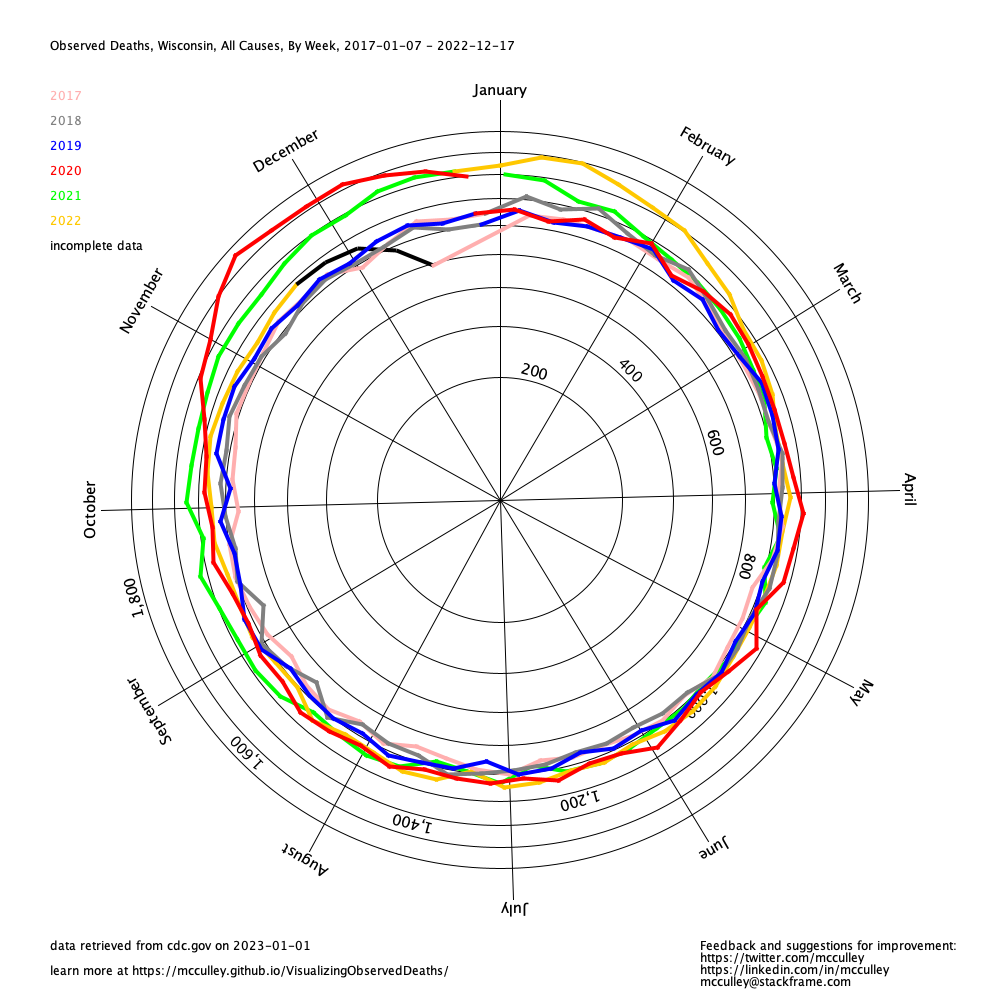 Observed Deaths, Wisconsin, All Causes, By Week, 2017-01-07 - 2022-12-17
January
2017
2018
2019
2020
2021
2022
incomplete data
December
February
November
March
200
400
600
October
April
800
1,800
September
May
1,600
1,200
1,400
August
June
July
data retrieved from cdc.gov on 2023-01-01
learn more at https://mcculley.github.io/VisualizingObservedDeaths/
Feedback and suggestions for improvement:
https://twitter.com/mcculley
https://linkedin.com/in/mcculley
mcculley@stackframe.com